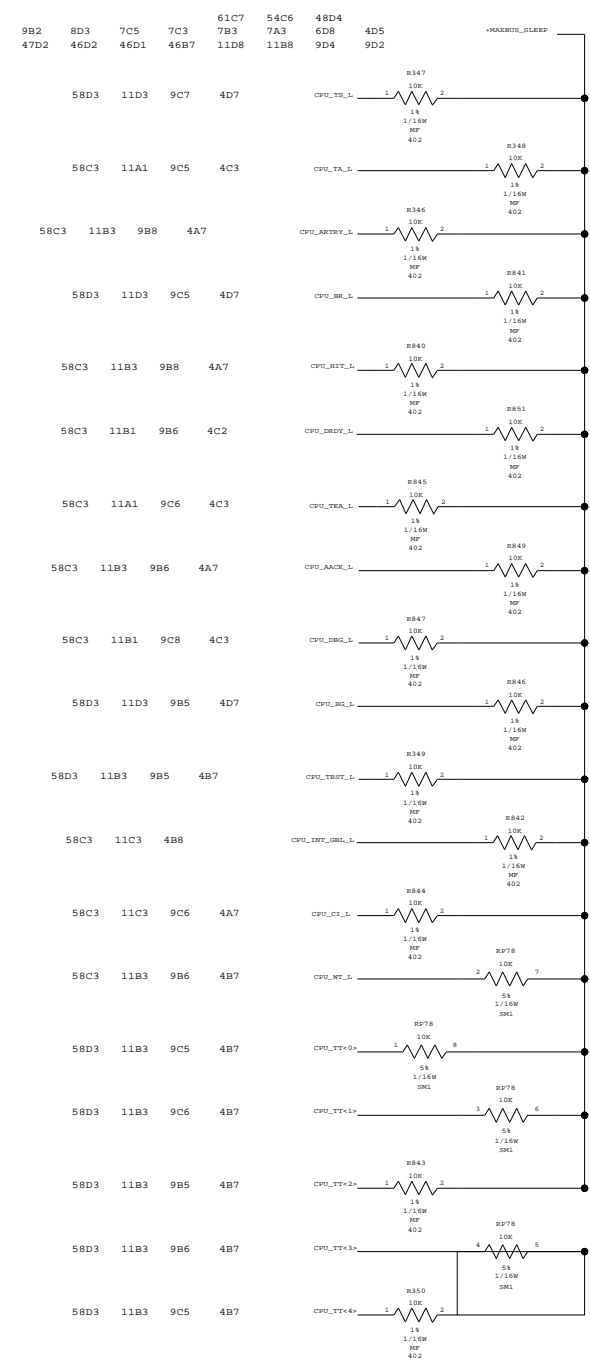 61C7 54C6 48D4
9B2 8D3 7C5 7C3 7B3 7A3 6D8 4D5 +MAXBUS_SLEEP
47D2 46D2 46D1 46B7 11D8 11B8 9D4 9D2
R347
10K
58D3 11D3 9C7 4D7 CPU_TS_L 1 2
1%
1/16W
MF
402
R348
10K
58C3 11A1 9C5 4C3 CPU_TA_L 1 2
1%
1/16W
MF
402
R346
10K
58C3 11B3 9B8 4A7 CPU_ARTRY_L 1 2
1%
1/16W
MF
402
R841
10K
58D3 11D3 9C5 4D7 CPU_BR_L 1 2
1%
1/16W
MF
402
R840
10K
58C3 11B3 9B8 4A7 CPU_HIT_L 1 2
1%
1/16W
MF
402
R851
10K
58C3 11B1 9B6 4C2 CPU_DRDY_L 1 2
1%
1/16W
MF
402
R845
10K
58C3 11A1 9C6 4C3 CPU_TEA_L 1 2
1%
1/16W
MF
402
R849
10K
58C3 11B3 9B6 4A7 CPU_AACK_L 1 2
1%
1/16W
MF
402
R847
10K
58C3 11B1 9C8 4C3 CPU_DBG_L 1 2
1%
1/16W
MF
402
R846
10K
58D3 11D3 9B5 4D7 CPU_BG_L 1 2
1%
1/16W
MF
402
R349
10K
58D3 11B3 9B5 4B7 CPU_TBST_L 1 2
1%
1/16W
MF
402
R842
10K
58C3 11C3 4B8 CPU_INT_GBL_L 1 2
1%
1/16W
MF
402
R844
10K
58C3 11C3 9C6 4A7 CPU_CI_L 1 2
1%
1/16W
MF
402
RP78
10K
58C3 11B3 9B6 4B7 CPU_WT_L 2 7
5%
1/16W
SM1
RP78
10K
58D3 11B3 9C5 4B7 CPU_TT<0> 1 8
5%
1/16W
SM1
RP78
10K
58D3 11B3 9C6 4B7 CPU_TT<1> 3 6
5%
1/16W
SM1
R843
10K
58D3 11B3 9B5 4B7 CPU_TT<2> 1 2
1%
1/16W
MF
402
RP78
10K
58D3 11B3 9B6 4B7 CPU_TT<3> 4 5
5%
1/16W
SM1
R350
10K
58D3 11B3 9C5 4B7 CPU_TT<4> 1 2
1%
1/16W
MF
402